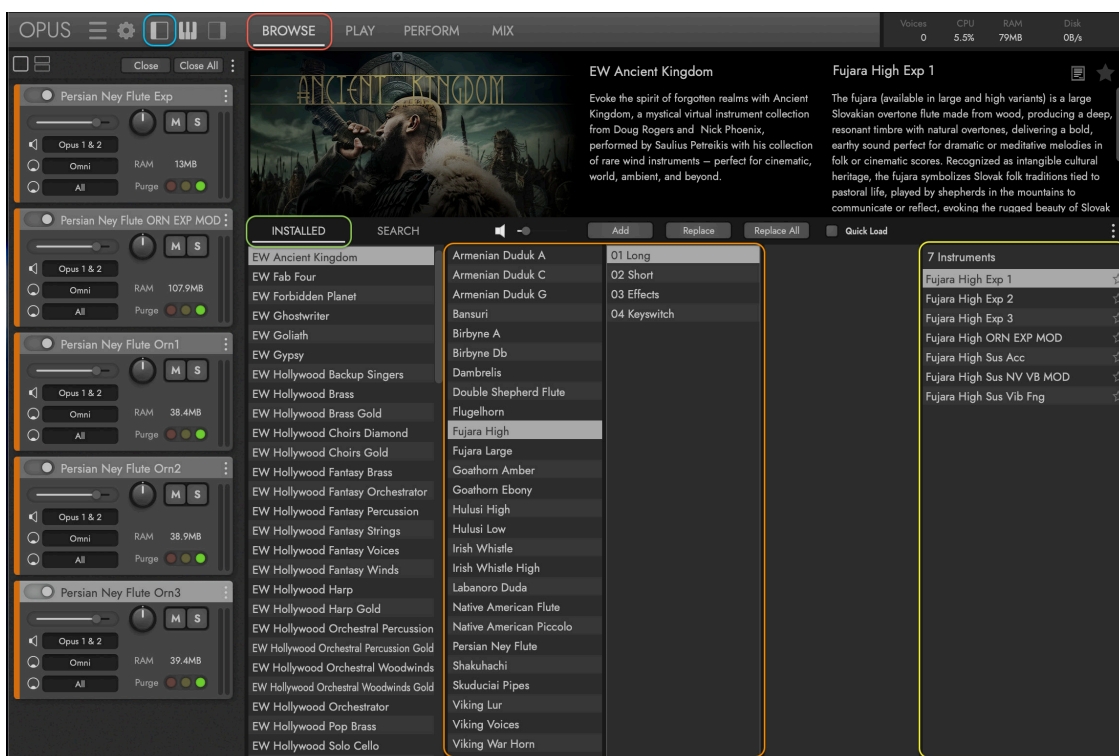 OPUS
BROWSE
PLAY
PERFORM
MIX
Voices
0
CPU
5.5%
RAM
79MB
Disk
0B/s
Close
Close All
Persian Ney Flute Exp
M S
Opus 1 & 2
Omni
RAM 13MB
All
Purge
Persian Ney Flute ORN EXP MOD
M S
Opus 1 & 2
Omni
RAM 107.9MB
All
Purge
Persian Ney Flute Orn1
M S
Opus 1 & 2
Omni
RAM 38.4MB
All
Purge
Persian Ney Flute Orn2
M S
Opus 1 & 2
Omni
RAM 38.9MB
All
Purge
Persian Ney Flute Orn3
M S
Opus 1 & 2
Omni
RAM 39.4MB
All
Purge
ANCIENT KINGDOM
EW Ancient Kingdom
Evoke the spirit of forgotten realms with Ancient
Kingdom, a mystical virtual instrument collection
from Doug Rogers and Nick Phoenix,
performed by Saulius Petreikis with his collection
of rare wind instruments – perfect for cinematic,
world, ambient, and beyond.
Fujara High Exp 1
The fujara (available in large and high variants) is a large
Slovakian overtone flute made from wood, producing a deep,
resonant timbre with natural overtones, delivering a bold,
earthy sound perfect for dramatic or meditative melodies in
folk or cinematic scores. Recognized as intangible cultural
heritage, the fujara symbolizes Slovak folk traditions tied to
pastoral life, played by shepherds in the mountains to
communicate or reflect, evoking the rugged beauty of Slovak
INSTALLED
SEARCH
Add
Replace
Replace All
Quick Load
EW Ancient Kingdom
EW Fab Four
EW Forbidden Planet
EW Ghostwriter
EW Goliath
EW Gypsy
EW Hollywood Backup Singers
EW Hollywood Brass
EW Hollywood Brass Gold
EW Hollywood Choirs Diamond
EW Hollywood Choirs Gold
EW Hollywood Fantasy Brass
EW Hollywood Fantasy Orchestrator
EW Hollywood Fantasy Percussion
EW Hollywood Fantasy Strings
EW Hollywood Fantasy Voices
EW Hollywood Fantasy Winds
EW Hollywood Harp
EW Hollywood Harp Gold
EW Hollywood Orchestral Percussion
EW Hollywood Orchestral Percussion Gold
EW Hollywood Orchestral Woodwinds
EW Hollywood Orchestral Woodwinds Gold
EW Hollywood Orchestrator
EW Hollywood Pop Brass
EW Hollywood Solo Cello
Armenian Duduk A
Armenian Duduk C
Armenian Duduk G
Bansuri
Birbyne A
Birbyne Db
Dambrelis
Double Shepherd Flute
Flugelhorn
Fujara High
Fujara Large
Goathorn Amber
Goathorn Ebony
Hulusi High
Hulusi Low
Irish Whistle
Irish Whistle High
Labanoro Duda
Native American Flute
Native American Piccolo
Persian Ney Flute
Shakuhachi
Skuduciai Pipes
Viking Lur
Viking Voices
Viking War Horn
01 Long
02 Short
03 Effects
04 Keyswitch
7 Instruments
Fujara High Exp 1
Fujara High Exp 2
Fujara High Exp 3
Fujara High ORN EXP MOD
Fujara High Sus Acc
Fujara High Sus NV VB MOD
Fujara High Sus Vib Fng